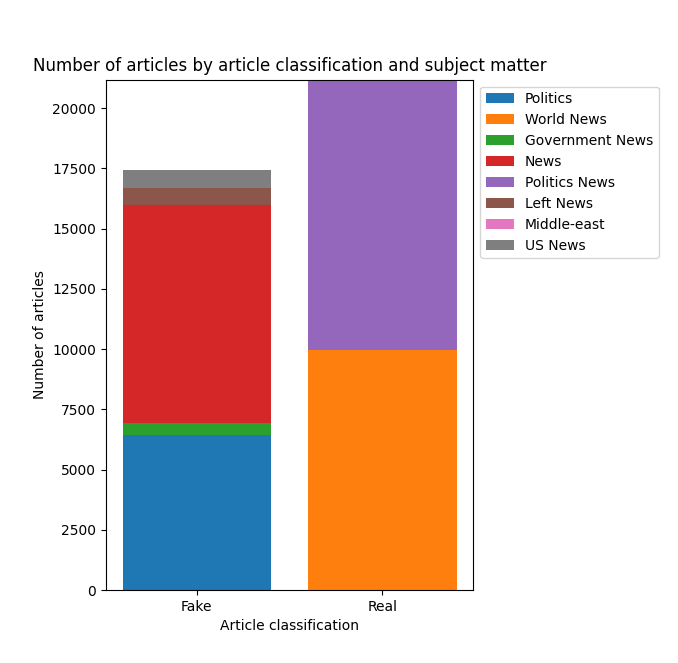 Number of articles by article classification and subject matter
20000
17500
15000
12500
10000
7500
5000
2500
0
Number of articles
Fake
Real
Article classification
Politics
World News
Government News
News
Politics News
Left News
Middle-east
US News